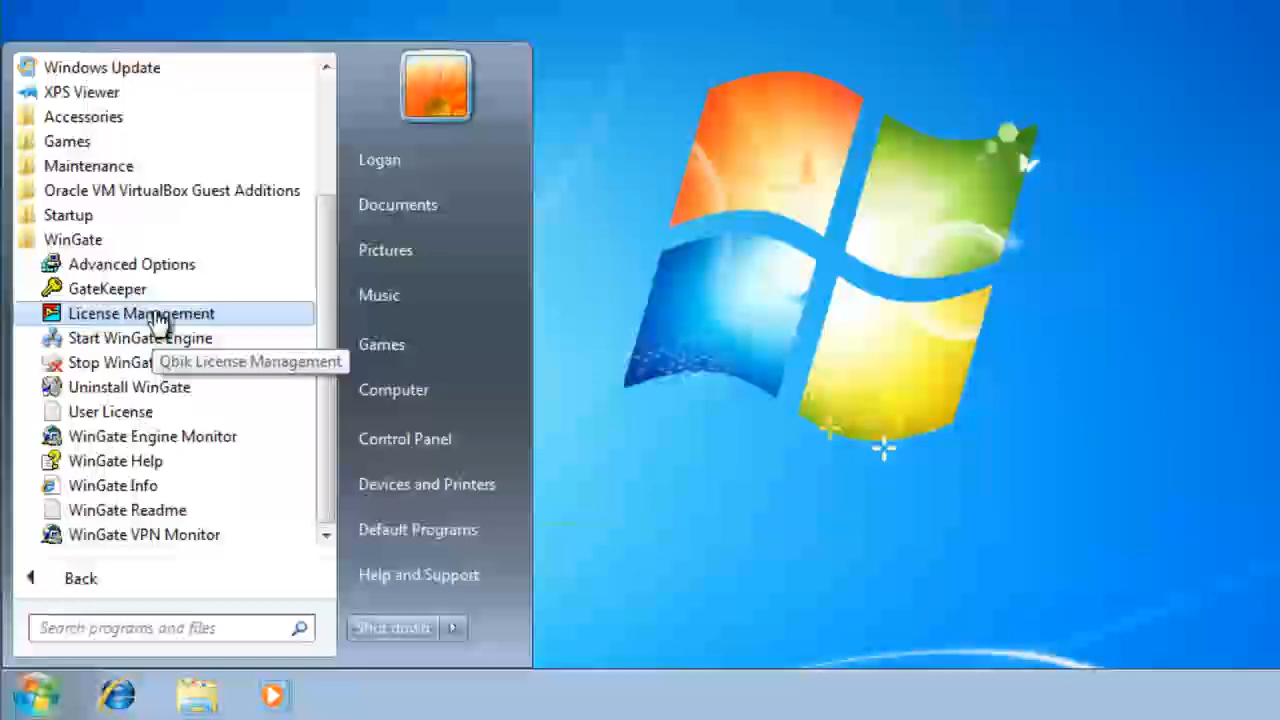 Windows Update
XPS Viewer
Accessories
Games
Maintenance
Oracle VM VirtualBox Guest Additions
Startup
WinGate
Advanced Options
GateKeeper
License Management
Start WinGate Engine
Stop WinGat
Qbik License Management
Uninstall WinGate
User License
WinGate Engine Monitor
WinGate Help
WinGate Info
WinGate Readme
WinGate VPN Monitor
Back
Search programs and files
Logan
Documents
Pictures
Music
Games
Computer
Control Panel
Devices and Printers
Default Programs
Help and Support
Shut down